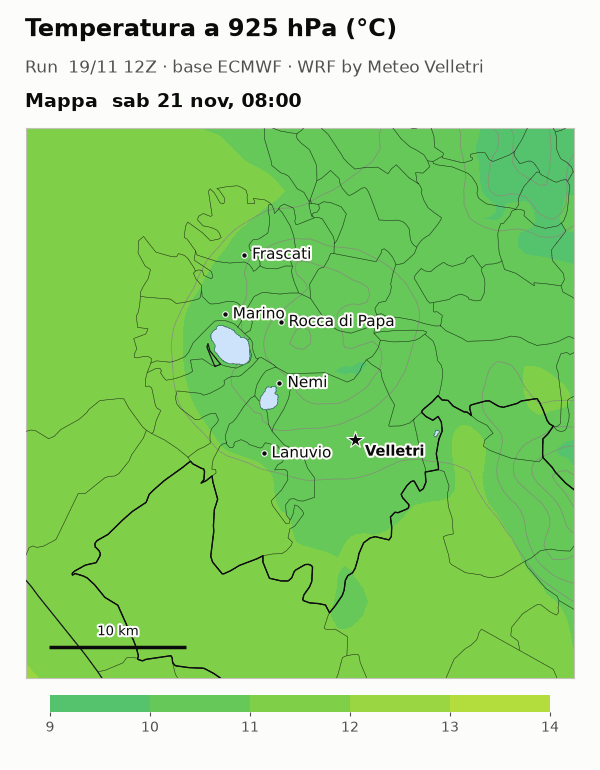 Temperatura a 925 hPa (°C)
Run  19/11 12Z · base ECMWF · WRF by Meteo Velletri
Mappa  sab 21 nov, 08:00
Frascati
Marino
Rocca di Papa
Nemi
Velletri
Lanuvio
10 km
9 10 11 12 13 14